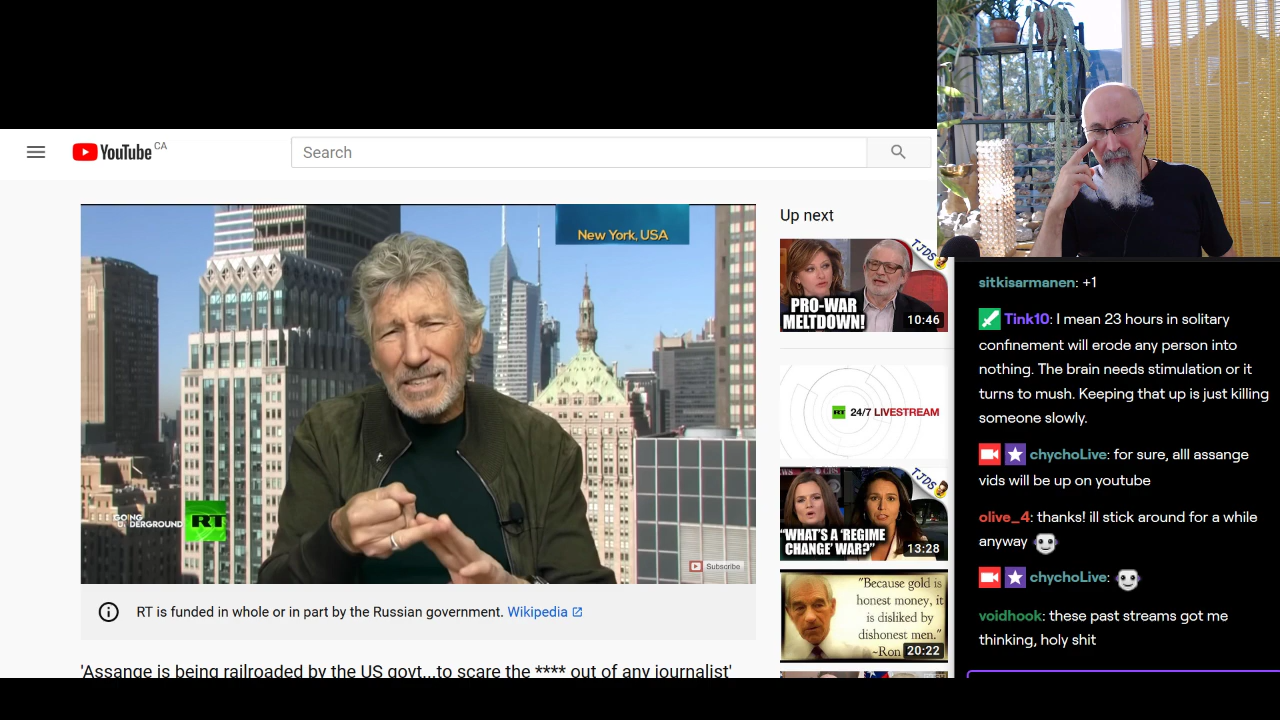 YouTube CA
Search
New York, USA
GOING
UNDERGROUND
RT
Subscribe
RT is funded in whole or in part by the Russian government. Wikipedia
'Assange is being railroaded by the US govt...to scare the **** out of any journalist'
Up next
TJDS
PRO-WAR
MELTDOWN!
10:46
RT 24/7 LIVESTREAM
TJDS
"WHAT'S A 'REGIME
CHANGE' WAR?"
13:28
"Because gold is
honest money, it
is disliked by
dishonest men."
~Ron
20:22
sitkisarmanen: +1
Tink10: I mean 23 hours in solitary
confinement will erode any person into
nothing. The brain needs stimulation or it
turns to mush. Keeping that up is just killing
someone slowly.
chychoLive: for sure, alll assange
vids will be up on youtube
olive_4: thanks! ill stick around for a while
anyway
chychoLive:
voidhook: these past streams got me
thinking, holy shit